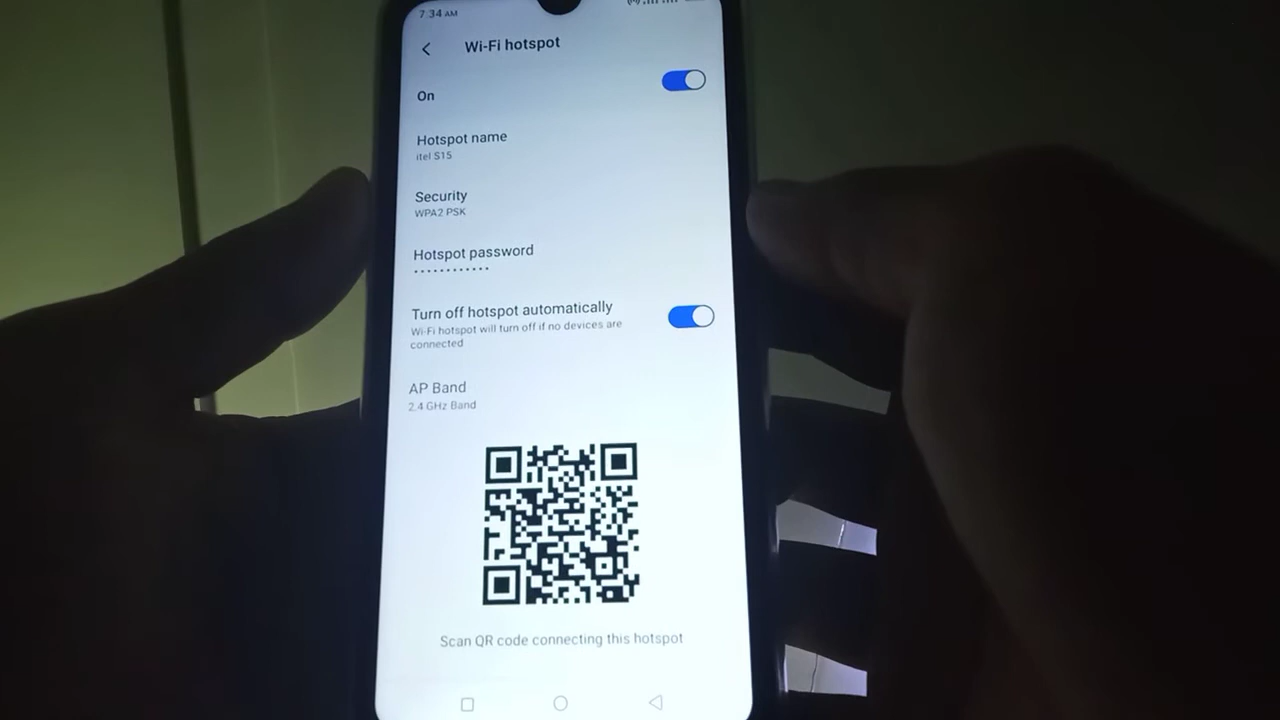 7:34 AM
Wi-Fi hotspot
On
Hotspot name
itel S15
Security
WPA2 PSK
Hotspot password
••••••••••••
Turn off hotspot automatically
Wi-Fi hotspot will turn off if no devices are
connected
AP Band
2.4 GHz Band
Scan QR code connecting this hotspot